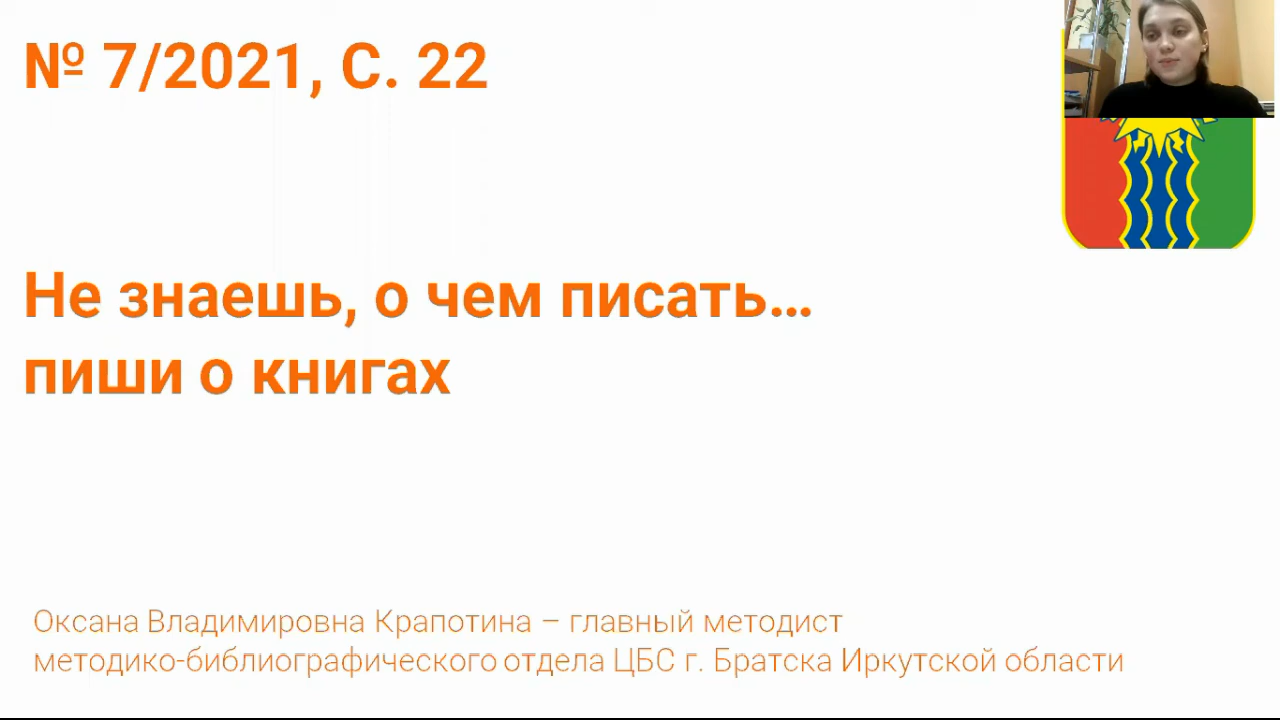 № 7/2021, С. 22
Не знаешь, о чем писать...
пиши о книгах
Оксана Владимировна Крапотина – главный методист
методико-библиографического отдела ЦБС г. Братска Иркутской области